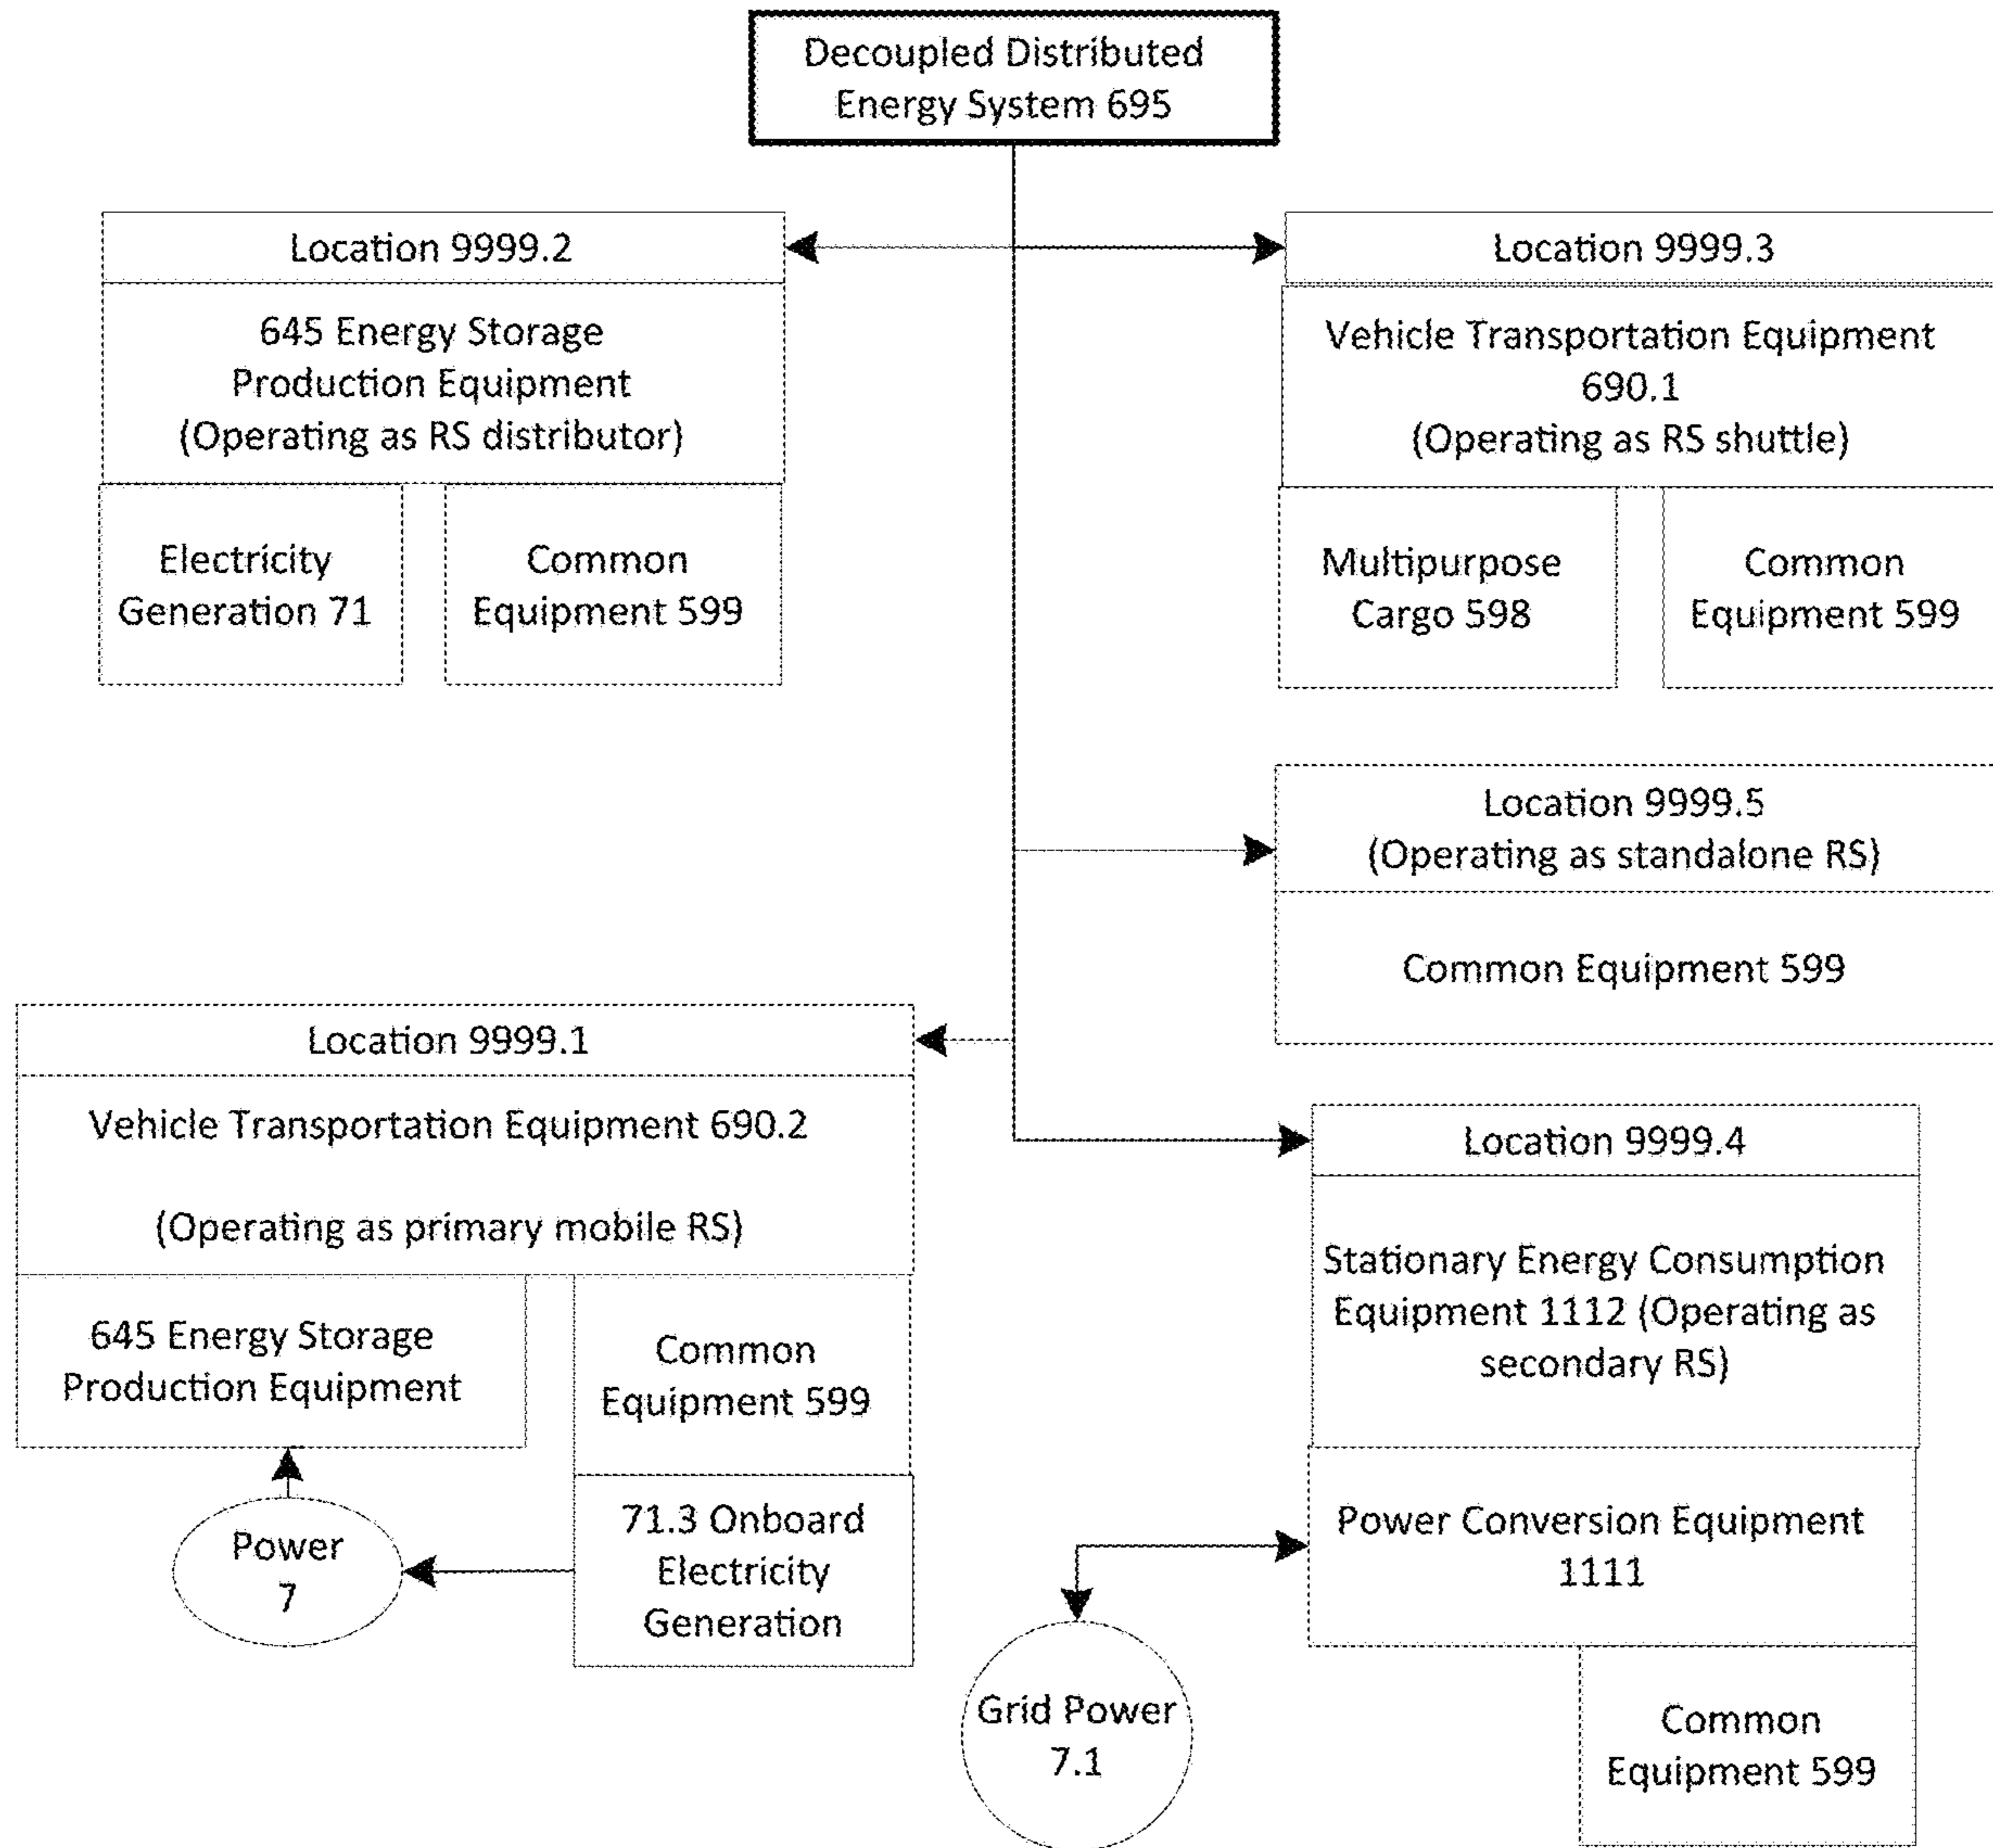 Decoupled Distributed
Energy System 695
Location 9999.2
645 Energy Storage
Production Equipment
(Operating as RS distributor)
Electricity
Generation 71
Common
Equipment 599
Location 9999.3
Vehicle Transportation Equipment
690.1
(Operating as RS shuttle)
Multipurpose
Cargo 598
Common
Equipment 599
Location 9999.5
(Operating as standalone RS)
Common Equipment 599
Location 9999.1
Vehicle Transportation Equipment 690.2
(Operating as primary mobile RS)
645 Energy Storage
Production Equipment
Common
Equipment 599
71.3 Onboard
Electricity
Generation
Power
7
Location 9999.4
Stationary Energy Consumption
Equipment 1112 (Operating as
secondary RS)
Power Conversion Equipment
1111
Common
Equipment 599
Grid Power
7.1